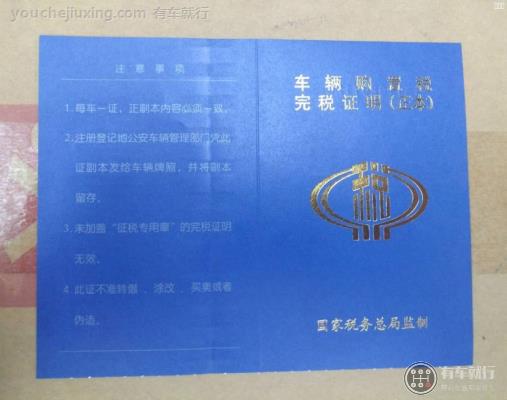 youchejiuxing.com 有车就行
注意事项
1. 每车一证，正副本内容必须一致。
2. 注册登记地公安车辆管理部门凭此
证副本发给车辆牌照，并将副本
留存。
3. 未加盖“征税专用章”的完税证明
无效。
4. 此证不准转借、涂改、买卖或者
伪造。
车辆购置税
完税证明(正本)
税
国家税务总局监制
有车就行